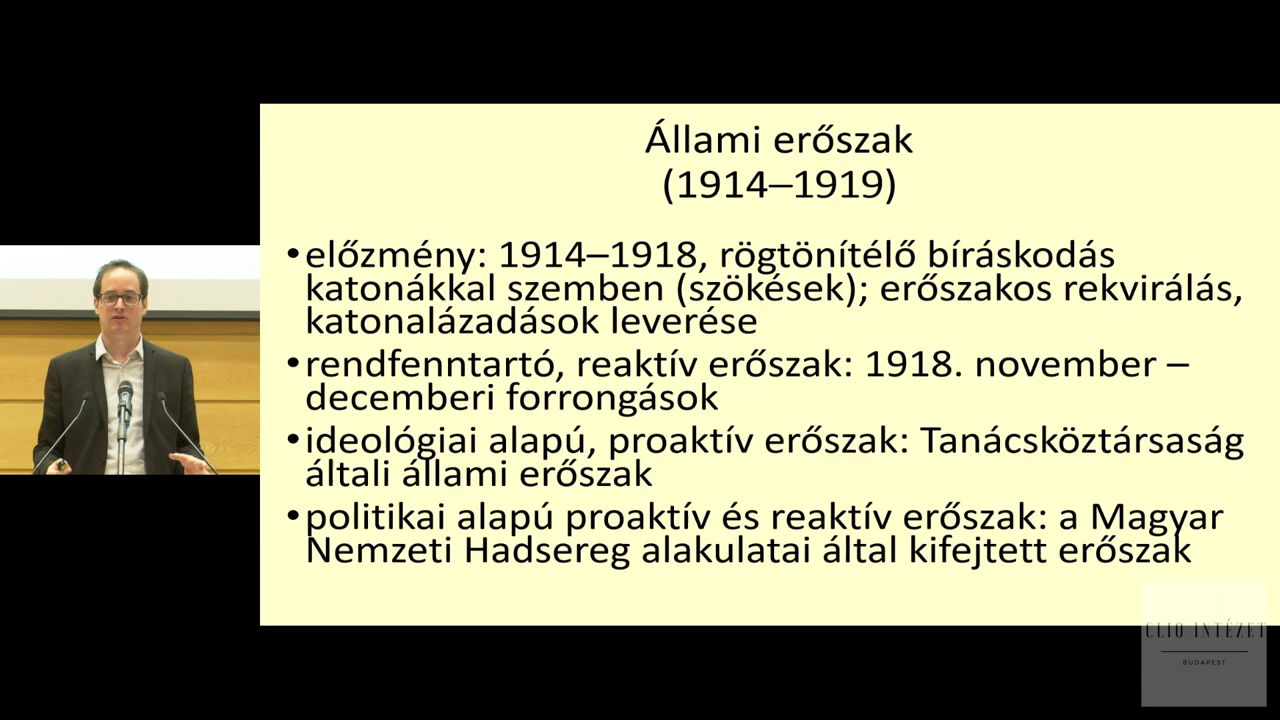 Állami erőszak
(1914–1919)
•előzmény: 1914–1918, rögtönítélő bíráskodás
katonákkal szemben (szökések); erőszakos rekvirálás,
katonalázadások leverése
•rendfenntartó, reaktív erőszak: 1918. november –
decemberi forrongások
•ideológiai alapú, proaktív erőszak: Tanácsköztársaság
általi állami erőszak
•politikai alapú proaktív és reaktív erőszak: a Magyar
Nemzeti Hadsereg alakulatai által kifejtett erőszak
CLIO INTÉZET
BUDAPEST